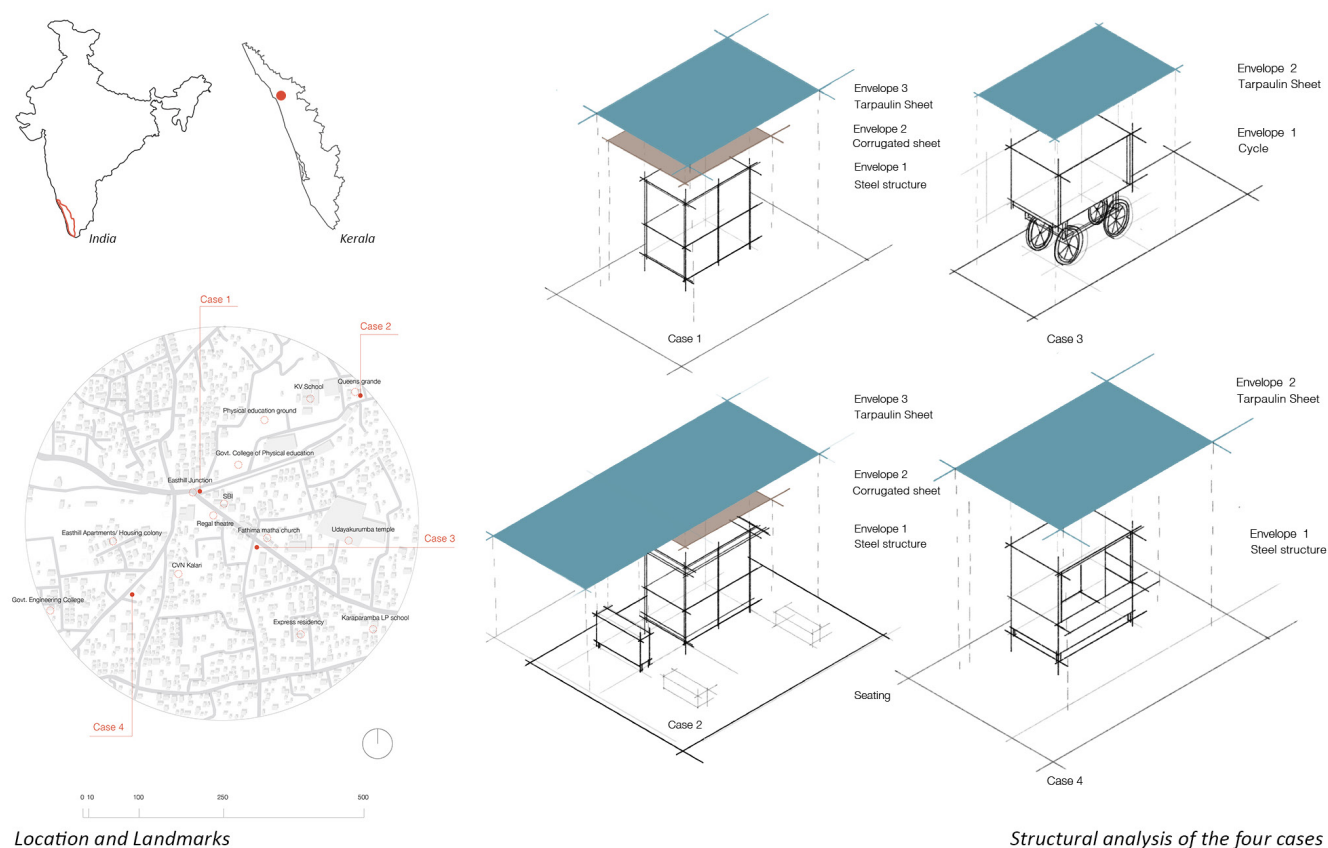 India
Kerala
Case 1
Case 2
KV School
Queens grande
Physical education ground
Govt. College of Physical education
Easthill Junction
SBI
Regal theatre
Fathima matha church
Udayakurumba temple
Easthill Apartments/ Housing colony
Case 3
CVN Kalari
Govt. Engineering College
Express residency
Karaparamba LP school
Case 4
0 10 100 250 500
Location and Landmarks
Envelope 3
Tarpaulin Sheet
Envelope 2
Corrugated sheet
Envelope 1
Steel structure
Case 1
Envelope 2
Tarpaulin Sheet
Envelope 1
Cycle
Case 3
Envelope 3
Tarpaulin Sheet
Envelope 2
Corrugated sheet
Envelope 1
Steel structure
Seating
Case 2
Envelope 2
Tarpaulin Sheet
Envelope 1
Steel structure
Case 4
Structural analysis of the four cases